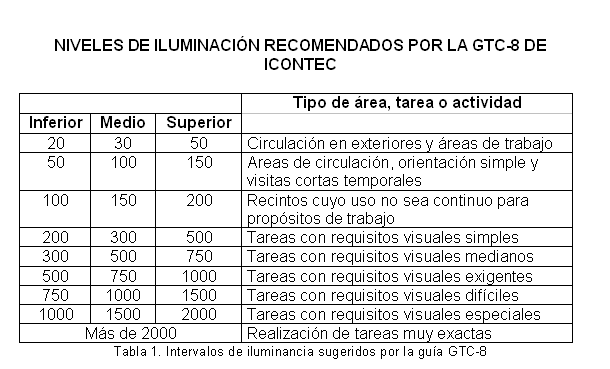 NIVELES DE ILUMINACIÓN RECOMENDADOS POR LA GTC-8 DE
ICONTEC
Tipo de área, tarea o actividad
Inferior Medio Superior
20 30 50 Circulación en exteriores y áreas de trabajo
50 100 150 Areas de circulación, orientación simple y
visitas cortas temporales
100 150 200 Recintos cuyo uso no sea continuo para
propósitos de trabajo
200 300 500 Tareas con requisitos visuales simples
300 500 750 Tareas con requisitos visuales medianos
500 750 1000 Tareas con requisitos visuales exigentes
750 1000 1500 Tareas con requisitos visuales difíciles
1000 1500 2000 Tareas con requisitos visuales especiales
Más de 2000 Realización de tareas muy exactas
Tabla 1. Intervalos de iluminancia sugeridos por la guía GTC-8